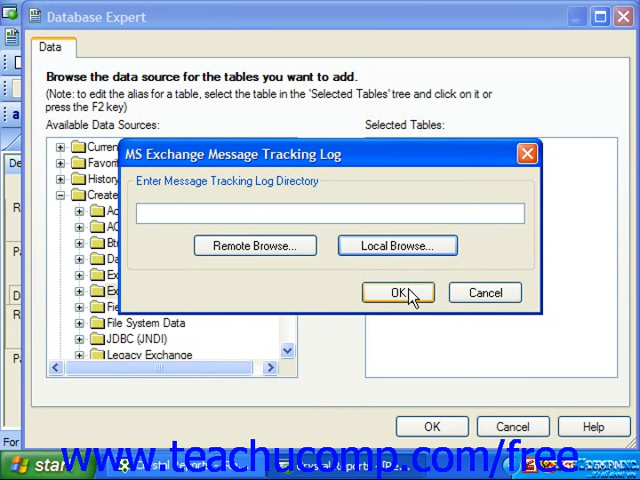 Database Expert
Data
Browse the data source for the tables you want to add.
(Note: to edit the alias for a table, select the table in the 'Selected Tables' tree and click on it or
press the F2 key)
Available Data Sources:
Selected Tables:
Curren
Favori
History
Create
Ac
AC
Btr
Da
Ex
Ex
Fie
File System Data
JDBC (JNDI)
Legacy Exchange
MS Exchange Message Tracking Log
Enter Message Tracking Log Directory
Remote Browse...
Local Browse...
OK
Cancel
OK
Cancel
Help
For
start
www.teachucomp.com/free